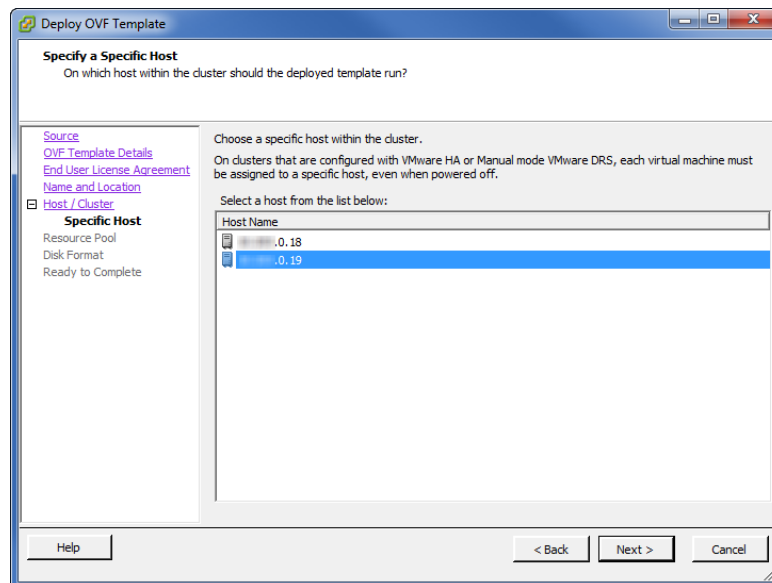 Deploy OVF Template
Specify a Specific Host
On which host within the cluster should the deployed template run?
Source
OVF Template Details
End User License Agreement
Name and Location
Host / Cluster
Specific Host
Resource Pool
Disk Format
Ready to Complete
Choose a specific host within the cluster.
On clusters that are configured with VMware HA or Manual mode VMware DRS, each virtual machine must
be assigned to a specific host, even when powered off.
Select a host from the list below:
Host Name
.0.18
.0.19
Help
< Back
Next >
Cancel